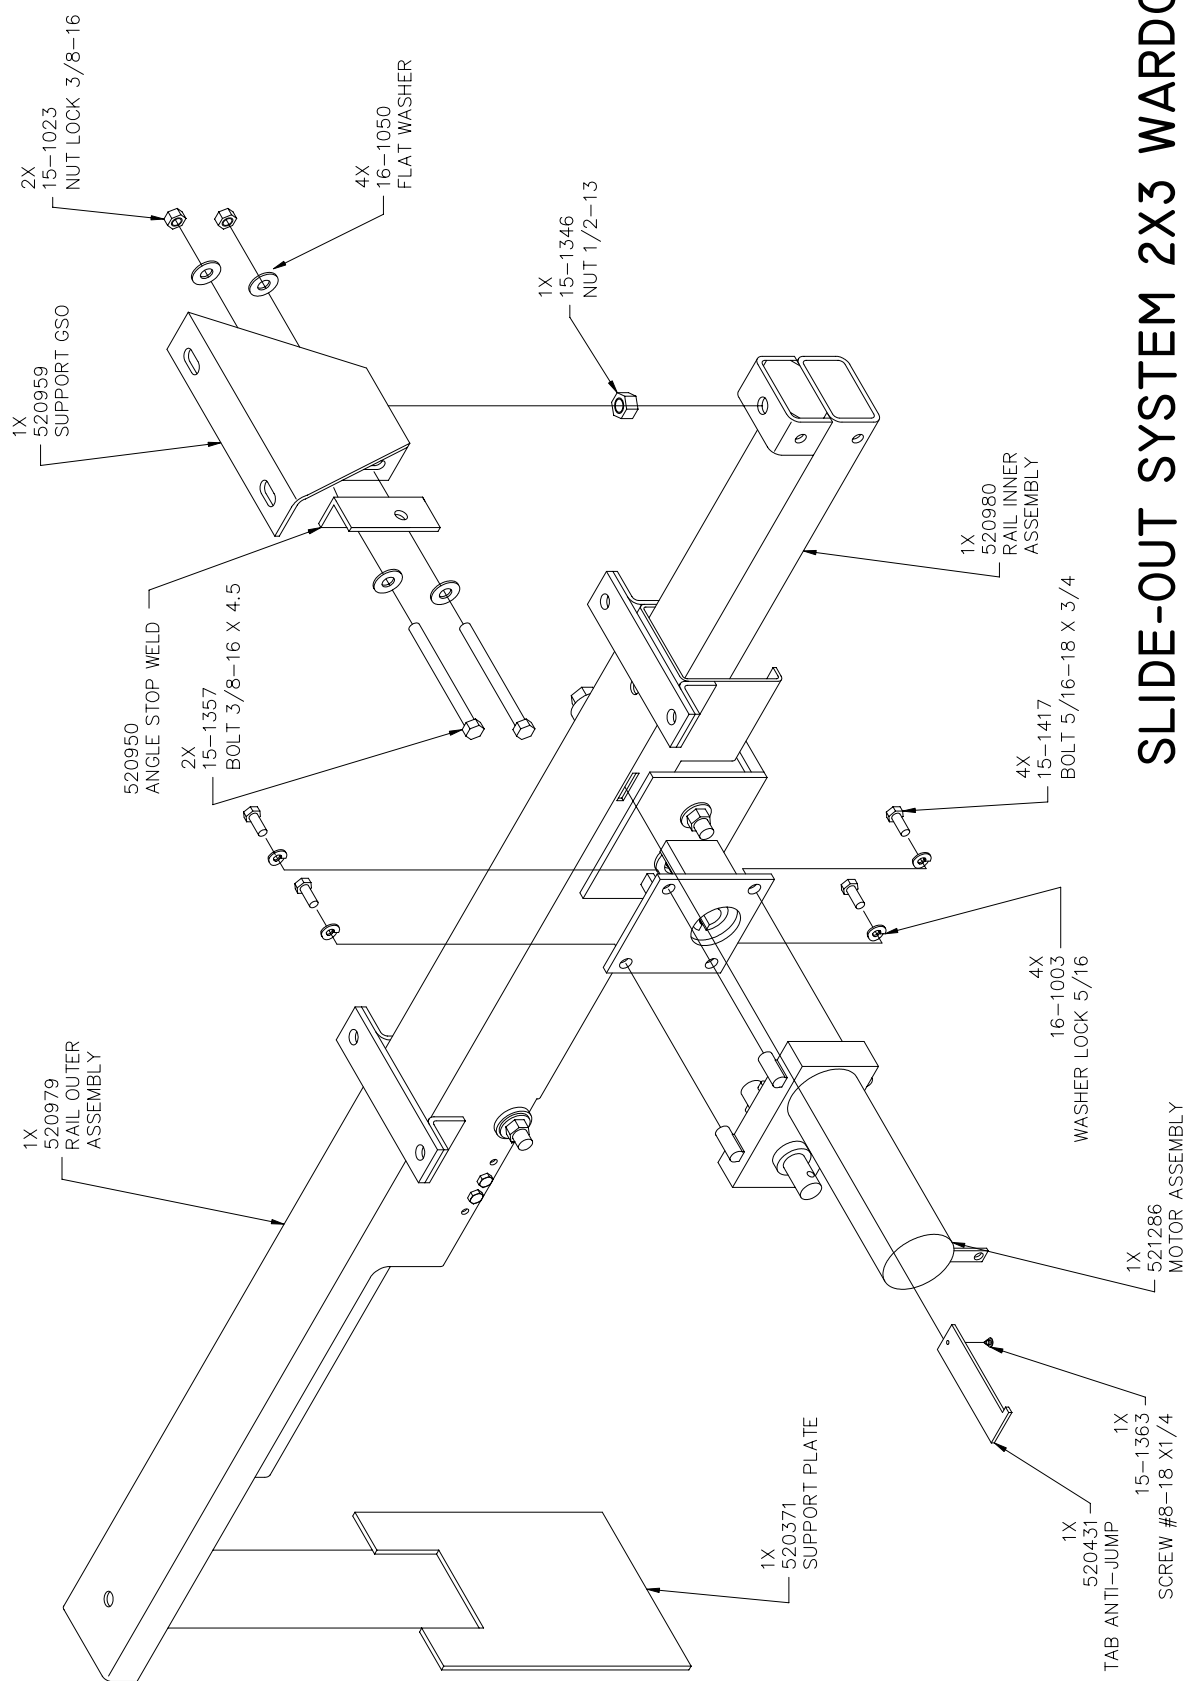 2X
15-1023
NUT LOCK 3/8-16
1X
520959
SUPPORT GSO
4X
16-1050
FLAT WASHER
1X
15-1346
NUT 1/2-13
520950
ANGLE STOP WELD
2X
15-1357
BOLT 3/8-16 X 4.5
1X
520980
RAIL INNER
ASSEMBLY
4X
15-1417
BOLT 5/16-18 X 3/4
1X
520979
RAIL OUTER
ASSEMBLY
4X
16-1003
WASHER LOCK 5/16
1X
521286
MOTOR ASSEMBLY
1X
520371
SUPPORT PLATE
1X
520431
TAB ANTI-JUMP
1X
15-1363
SCREW #8-18 X1/4
SLIDE-OUT SYSTEM 2X3